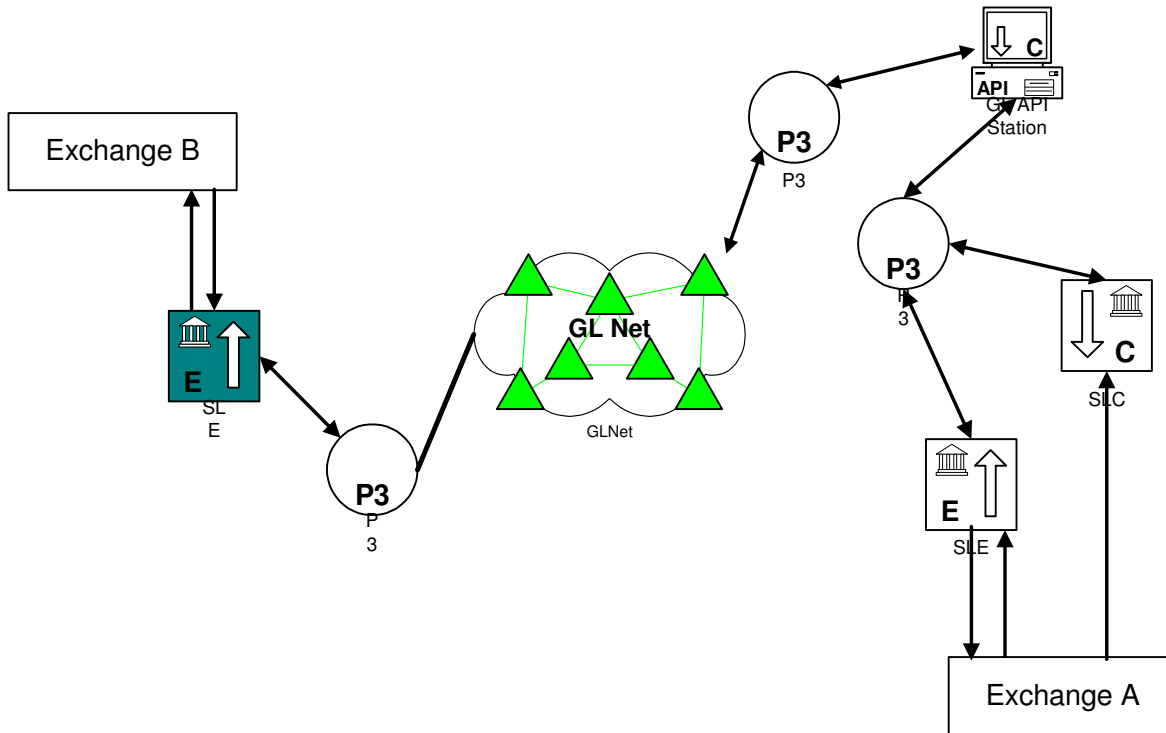 C
API
GL API
Station
P3
P3
Exchange B
P3
P
3
GL Net
GLNet
C
SLC
E
SL
E
P3
P
3
E
SLE
Exchange A